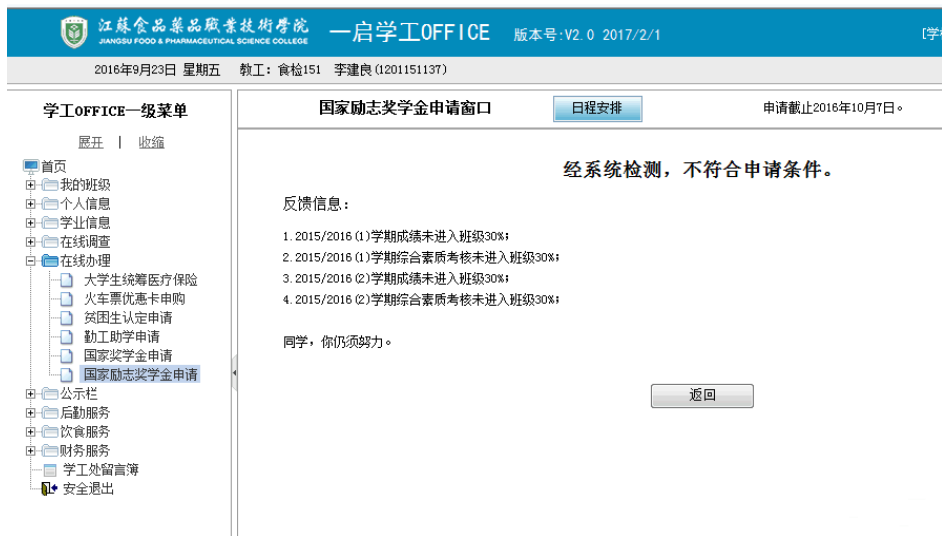 江蘇食品藥品職業技術學院
JIANGSU FOOD & PHARMACEUTICAL SCIENCE COLLEGE
一启学工OFFICE 版本号:V2.0 2017/2/1
2016年9月23日 星期五 教工: 食检151 李建良(1201151137)
学工OFFICE一级菜单
展开 | 收缩
首页
我的班级
个人信息
学业信息
在线调查
在线办理
大学生统筹医疗保险
火车票优惠卡申购
贫困生认定申请
勤工助学申请
国家奖学金申请
国家励志奖学金申请
公示栏
后勤服务
饮食服务
财务服务
学工处留言簿
安全退出
国家励志奖学金申请窗口 日程安排 申请截止2016年10月7日。
经系统检测，不符合申请条件。
反馈信息:
1.2015/2016(1)学期成绩未进入班级30%;
2.2015/2016(1)学期综合素质考核未进入班级30%;
3.2015/2016(2)学期成绩未进入班级30%;
4.2015/2016(2)学期综合素质考核未进入班级30%;
同学，你仍须努力。
返回